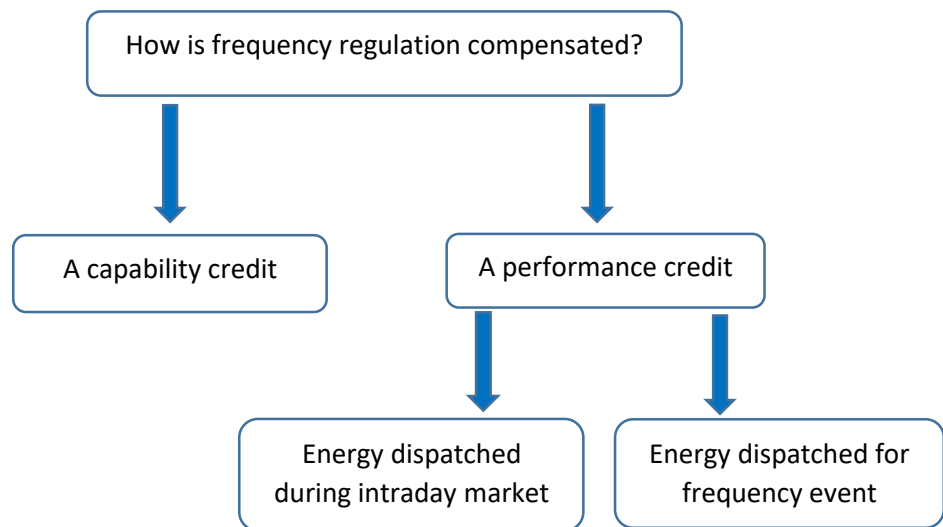 How is frequency regulation compensated?
A capability credit
A performance credit
Energy dispatched
during intraday market
Energy dispatched for
frequency event